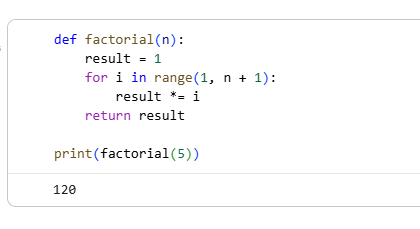 def factorial(n):
    result = 1
    for i in range(1, n + 1):
        result *= i
    return result

print(factorial(5))
120